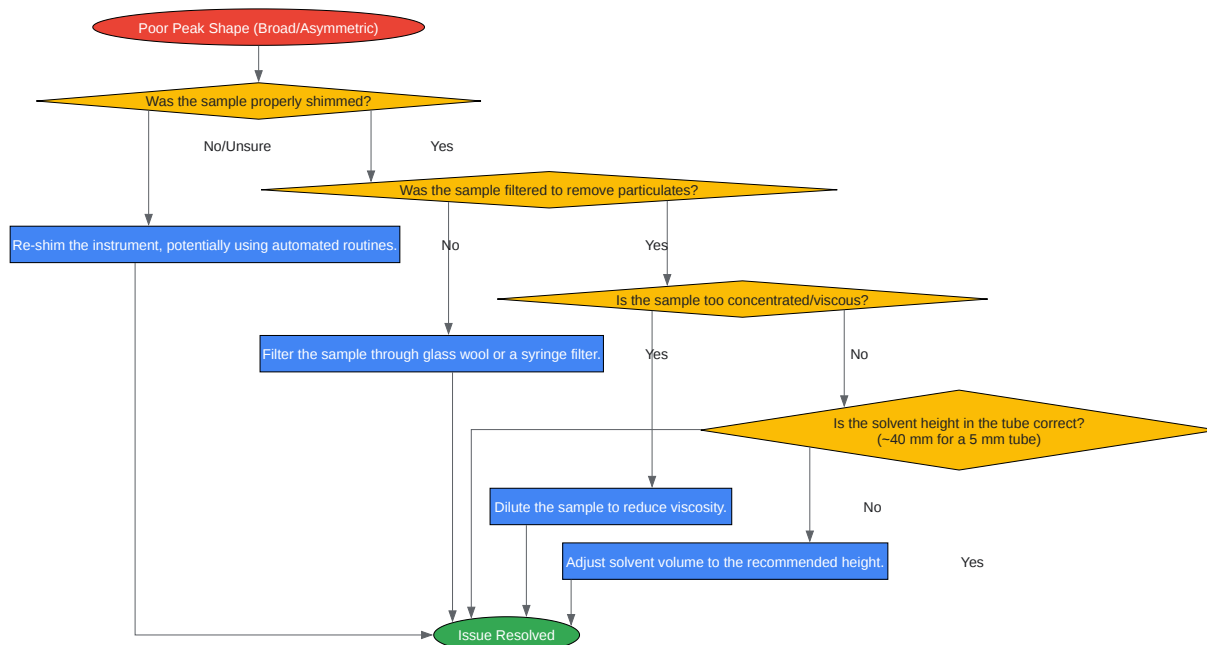 Poor Peak Shape (Broad/Asymmetric)
Was the sample properly shimmed?
No/Unsure
Yes
Was the sample filtered to remove particulates?
Re-shim the instrument, potentially using automated routines.
No
Yes
Is the sample too concentrated/viscous?
Filter the sample through glass wool or a syringe filter.
Yes
No
Is the solvent height in the tube correct?
(~40 mm for a 5 mm tube)
Dilute the sample to reduce viscosity.
No
Adjust solvent volume to the recommended height.
Yes
Issue Resolved